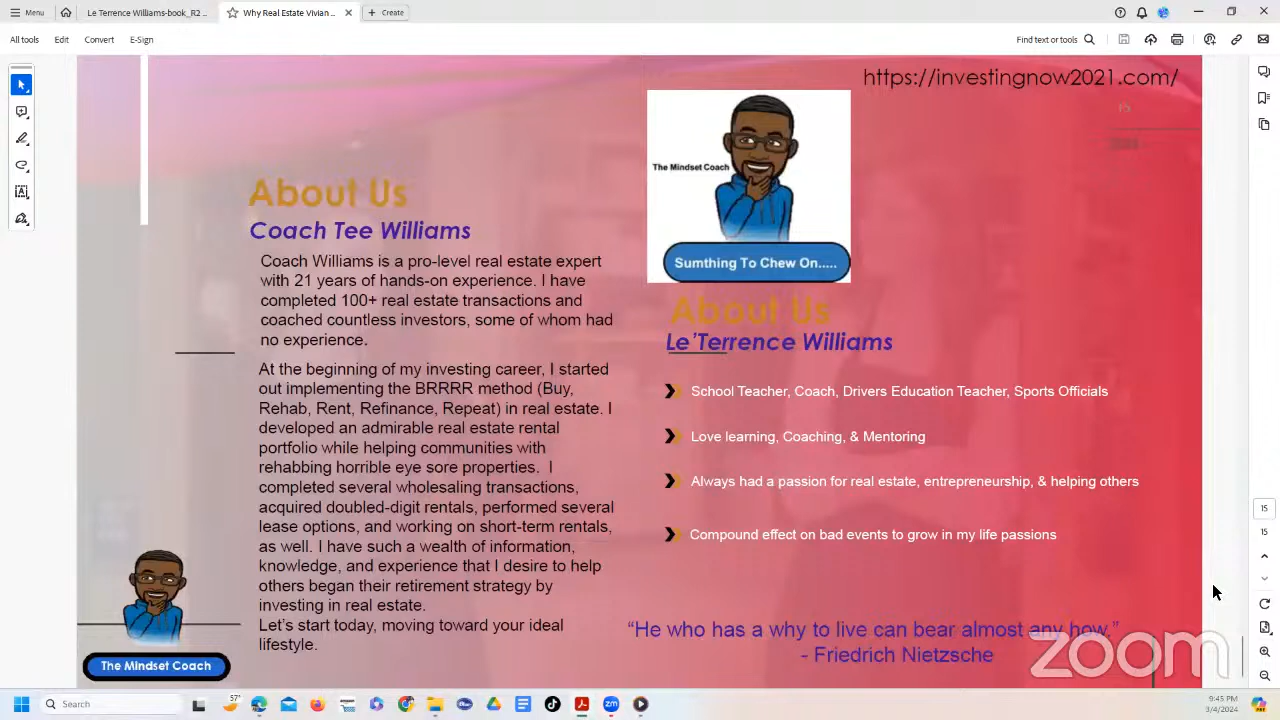 Menu
Lee Terrence Williams-book_R2 ...
Why Real Estate Vivian ...
Create
All tools
Edit
Convert
E-Sign
Find text or tools
https://investingnow2021.com/
The Mindset Coach
Sumthing To Chew On.....
About Us
Coach Tee Williams
Coach Williams is a pro-level real estate expert
with 21 years of hands-on experience. I have
completed 100+ real estate transactions and
coached countless investors, some of whom had
no experience.
At the beginning of my investing career, I started
out implementing the BRRRR method (Buy,
Rehab, Rent, Refinance, Repeat) in real estate. I
developed an admirable real estate rental
portfolio while helping communities with
rehabbing horrible eye sore properties. I
completed several wholesaling transactions,
acquired doubled-digit rentals, performed several
lease options, and working on short-term rentals,
as well. I have such a wealth of information,
knowledge, and experience that I desire to help
others began their retirement strategy by
investing in real estate.
Let's start today, moving toward your ideal
lifestyle.
The Mindset Coach
About Us
Le'Terrence Williams
School Teacher, Coach, Drivers Education Teacher, Sports Officials
Love learning, Coaching, & Mentoring
Always had a passion for real estate, entrepreneurship, & helping others
Compound effect on bad events to grow in my life passions
“He who has a why to live can bear almost any how.”
- Friedrich Nietzsche
zoom
15
15
57°
Search
9:45 PM
3/4/2024